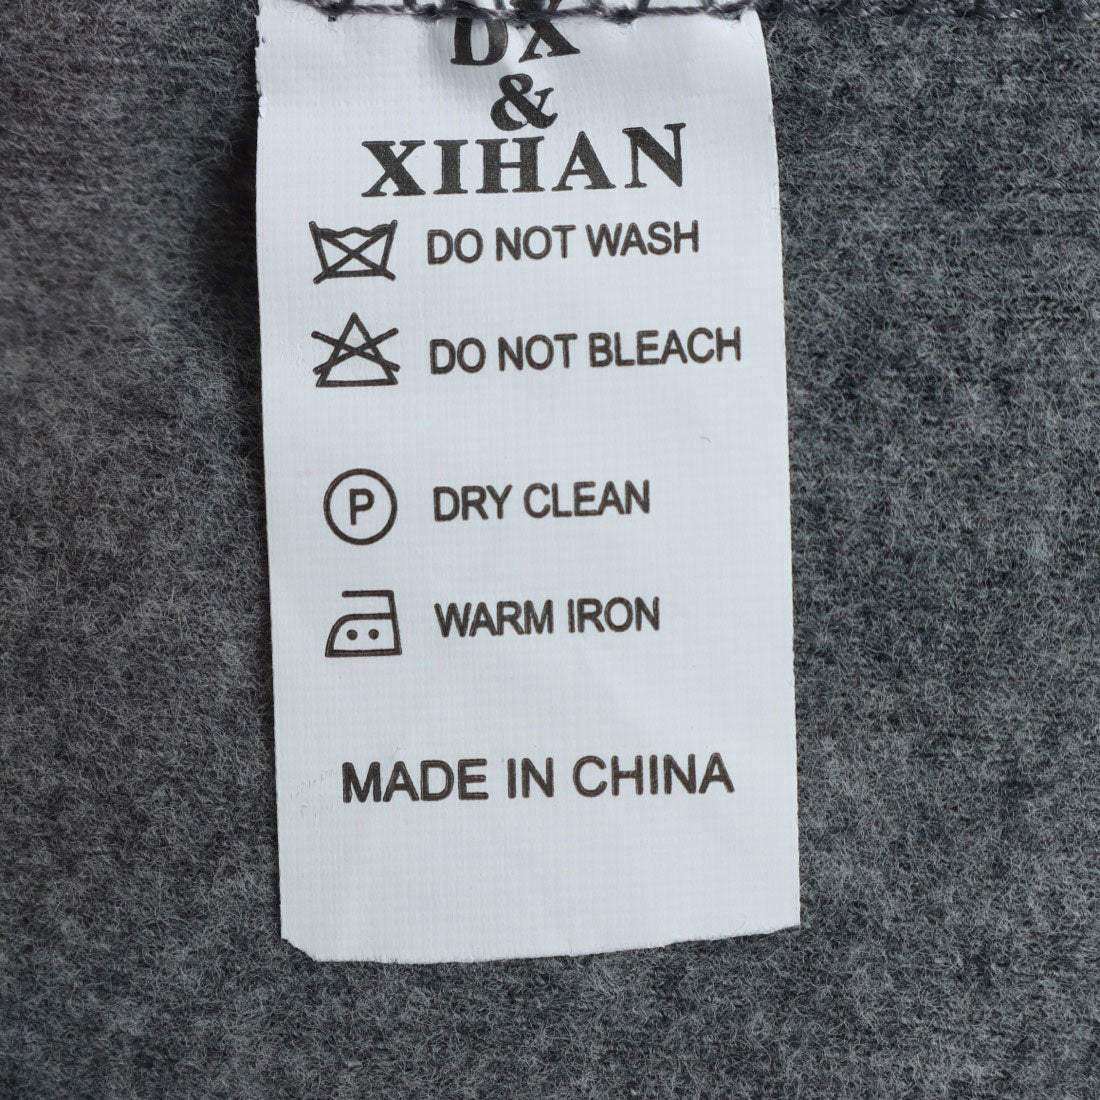 DX
&
XIHAN
DO NOT WASH
DO NOT BLEACH
P DRY CLEAN
WARM IRON
MADE IN CHINA